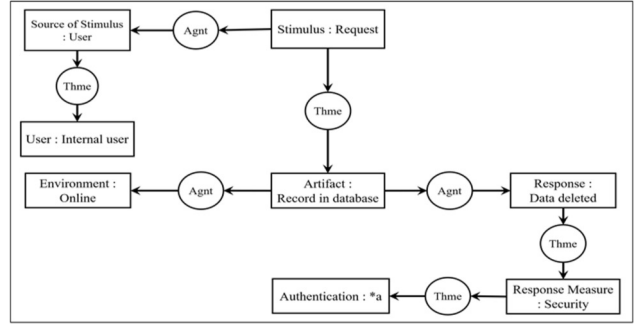 Source of Stimulus
: User
Agnt
Stimulus : Request
Thme
Thme
User : Internal user
Environment :
Online
Agnt
Artifact :
Record in database
Agnt
Response :
Data deleted
Thme
Authentication : *a
Thme
Response Measure
: Security